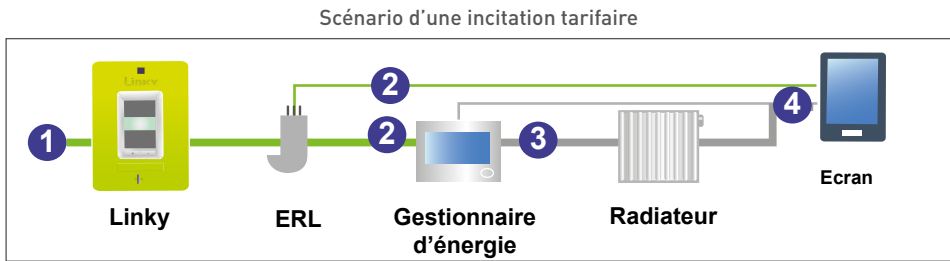 Scénario d'une incitation tarifaire
Linky
1
2
2
3
4
Linky
ERL
Gestionnaire
d'énergie
Radiateur
Ecran